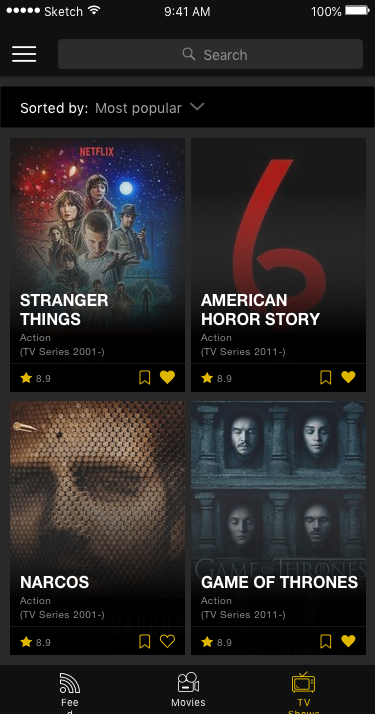 Sketch 9:41 AM 100%
Search
Sorted by: Most popular
NETFLIX
6
STRANGER
THINGS
Action
(TV Series 2001-)
8.9
AMERICAN
HOROR STORY
Action
(TV Series 2011-)
8.9
NARCOS
Action
(TV Series 2001-)
8.9
GAME OF THRONES
GAME OF THRONES
Action
(TV Series 2011-)
8.9
Fee
d
Movies
TV
Shows